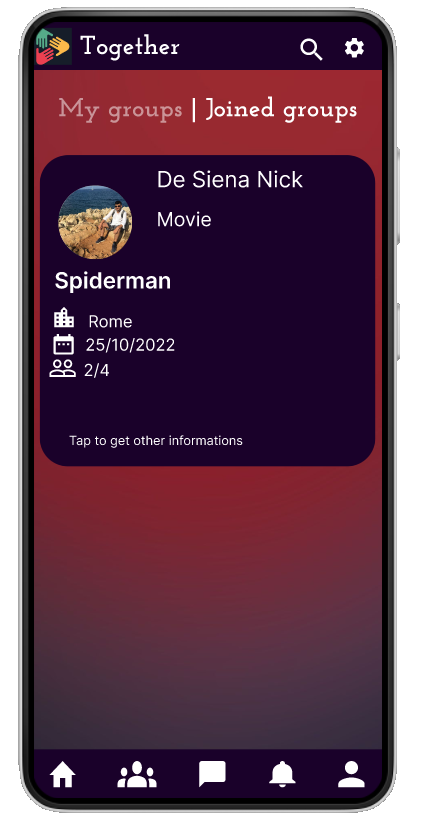 Together
My groups | Joined groups
De Siena Nick
Movie
Spiderman
Rome
25/10/2022
2/4
Tap to get other informations